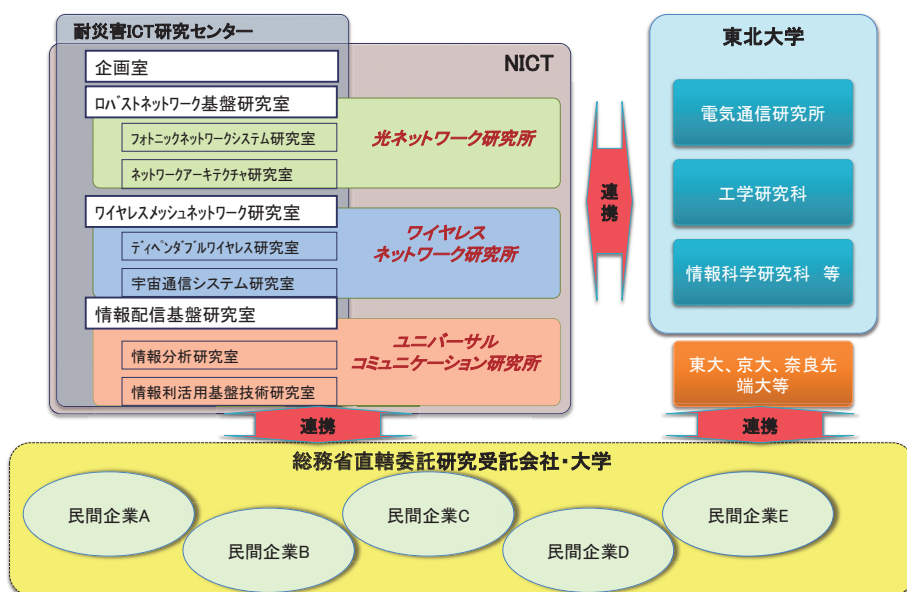 耐災害ICT研究センター
NICT
企画室
ロバストネットワーク基盤研究室
フォトニックネットワークシステム研究室
ネットワークアーキテクチャ研究室
光ネットワーク研究所
ワイヤレスメッシュネットワーク研究室
ディペンダブルワイヤレス研究室
宇宙通信システム研究室
ワイヤレス
ネットワーク研究所
情報配信基盤研究室
情報分析研究室
情報利活用基盤技術研究室
ユニバーサル
コミュニケーション研究所
連携
東北大学
電気通信研究所
工学研究科
情報科学研究科 等
東大、京大、奈良先
端大等
連携
連携
総務省直轄委託研究受託会社・大学
民間企業A
民間企業B
民間企業C
民間企業D
民間企業E